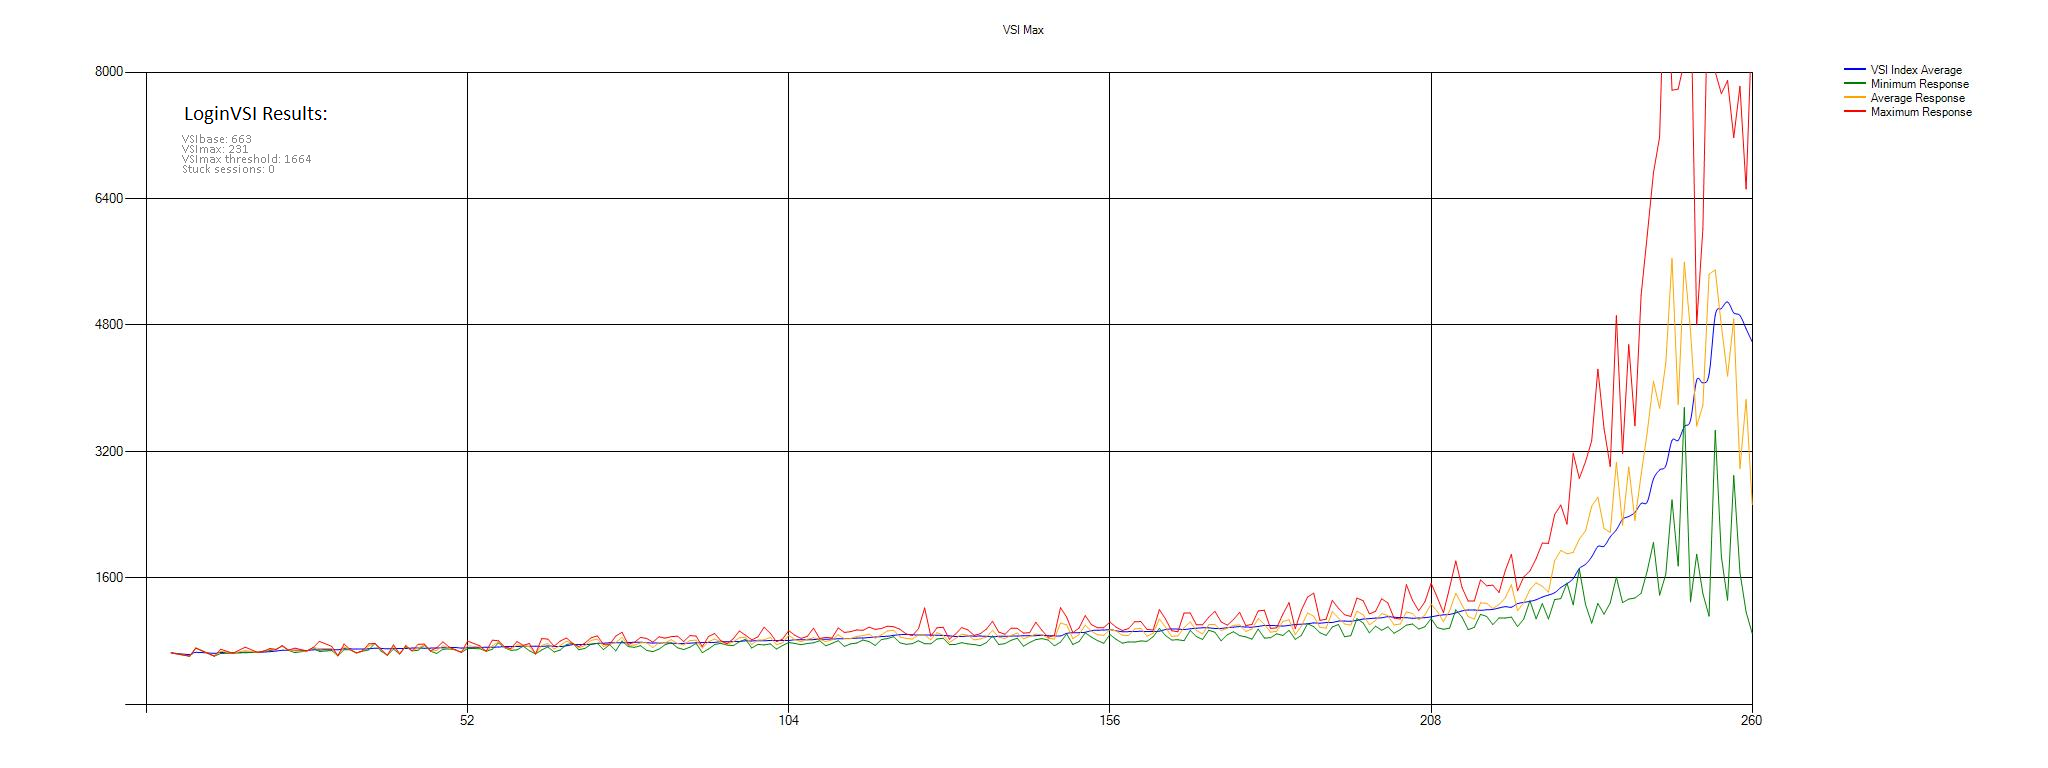 VSI Max
8000
6400
4800
3200
1600
LoginVSI Results:
VSIbase: 663
VSImax: 231
VSImax threshold: 1664
Stuck sessions: 0
VSI Index Average
Minimum Response
Average Response
Maximum Response
52
104
156
208
260